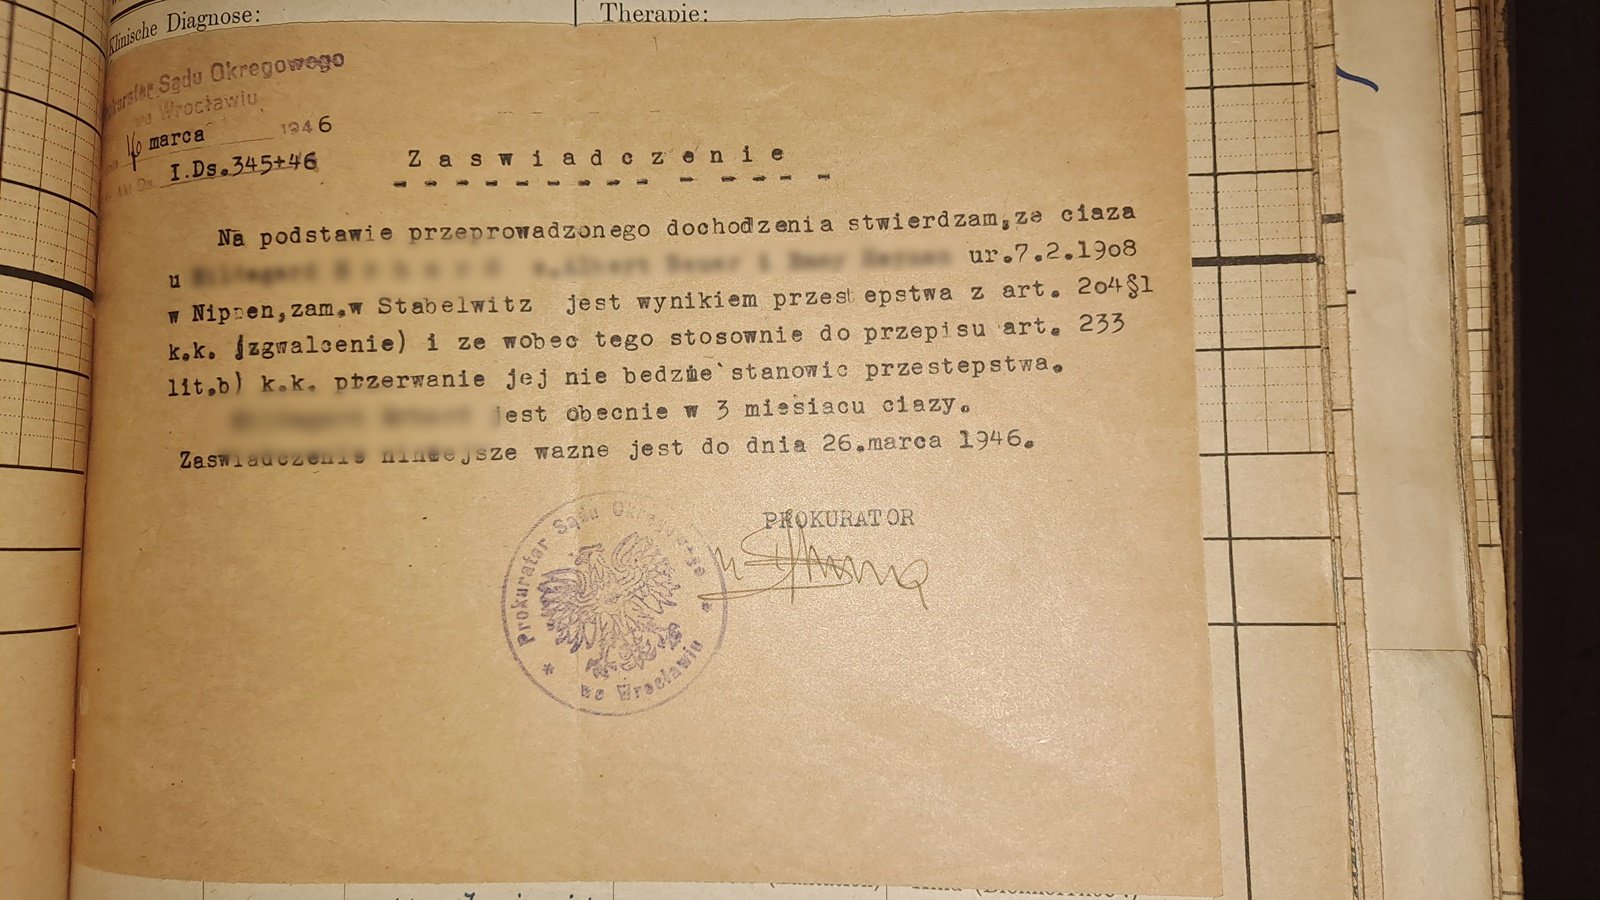 Klinische Diagnose:
Therapie:
Sądu Okręgowego
we Wrocławiu
marca 1946
I.Ds.345+46
Zaswiadczenie
Na podstawie przeprowadzonego dochodzenia stwierdzam,ze ciaza
u ur.7.2.1908
w Nippen,zam.w Stabelwitz jest wynikiem przestepstwa z art. 204§1
k.k. (zgwalcenie) i ze wobec tego stosownie do przepisu art. 233
lit.b) k.k. przerwanie jej nie bedzie stanowic przestepstwa.
jest obecnie w 3 miesiacu ciazy.
Zaswiadczenie niniejsze wazne jest do dnia 26.marca 1946.
PROKURATOR
Prokurator Sądu Okręgowego
we Wrocławiu